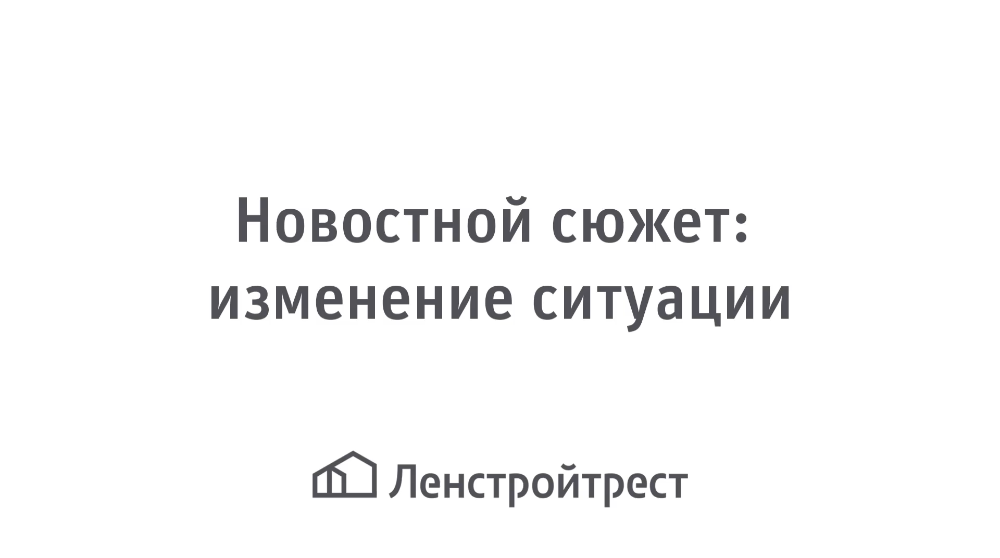 Новостной сюжет:
изменение ситуации
Ленстройтрест